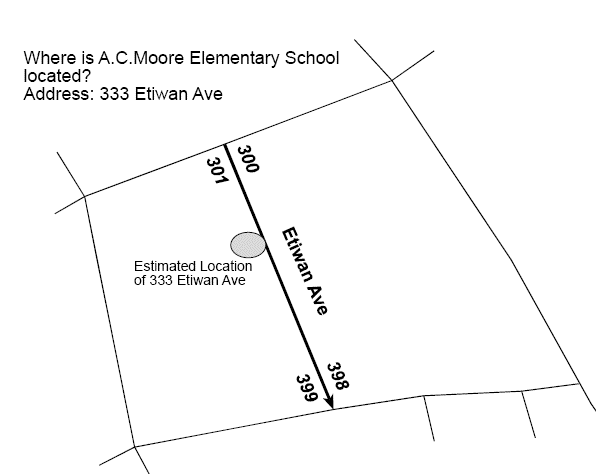 Where is A.C.Moore Elementary School
located?
Address: 333 Etiwan Ave
300
301
Etiwan Ave
Estimated Location
of 333 Etiwan Ave
398
399